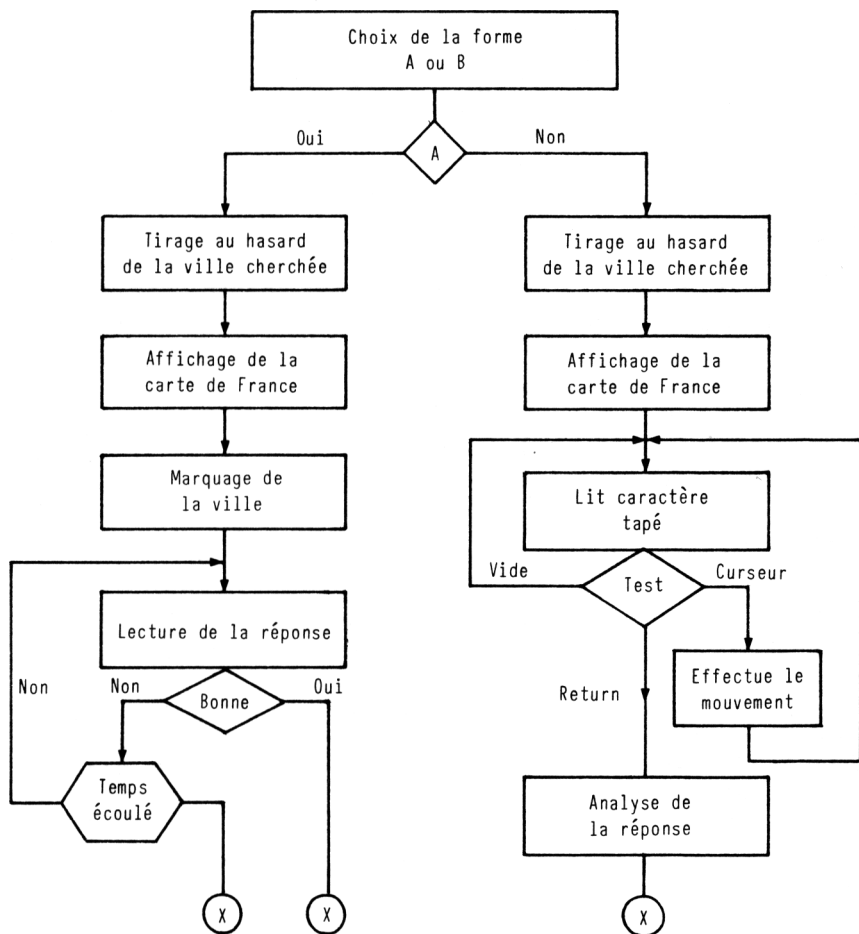 Choix de la forme
A ou B
Oui
A
Non
Tirage au hasard
de la ville cherchée
Affichage de la
carte de France
Marquage de
la ville
Lecture de la réponse
Non
Non
Bonne
Oui
Temps
écoulé
X
X
Tirage au hasard
de la ville cherchée
Affichage de la
carte de France
Lit caractère
tapé
Vide
Test
Curseur
Effectue le
mouvement
Return
Analyse de
la réponse
X